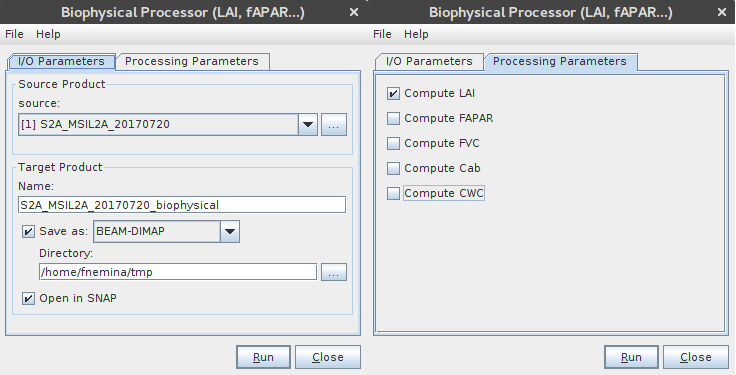 Biophysical Processor (LAI, fAPAR...)
File Help
I/O Parameters Processing Parameters
Source Product
source:
[1] S2A_MSIL2A_20170720 ...
Target Product
Name:
S2A_MSIL2A_20170720_biophysical
Save as: BEAM-DIMAP
Directory:
/home/fnemina/tmp ...
Open in SNAP
Run Close
Biophysical Processor (LAI, fAPAR...)
File Help
I/O Parameters Processing Parameters
Compute LAI
Compute FAPAR
Compute FVC
Compute Cab
Compute CWC
Run Close